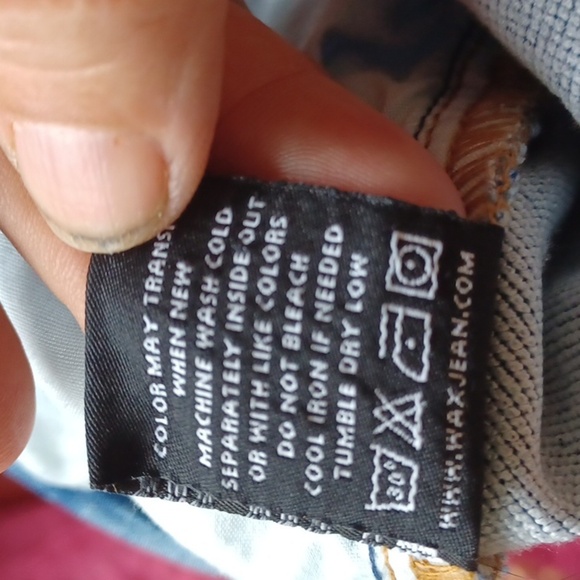 COLOR MAY
WHEN NEW
MACHINE WASH COLD
SEPARATELY INSIDE OUT
OR WITH LIKE COLORS
DO NOT BLEACH
COOL IRON IF NEEDED
TUMBLE DRY LOW
30°
WWW.WAXJEAN.COM